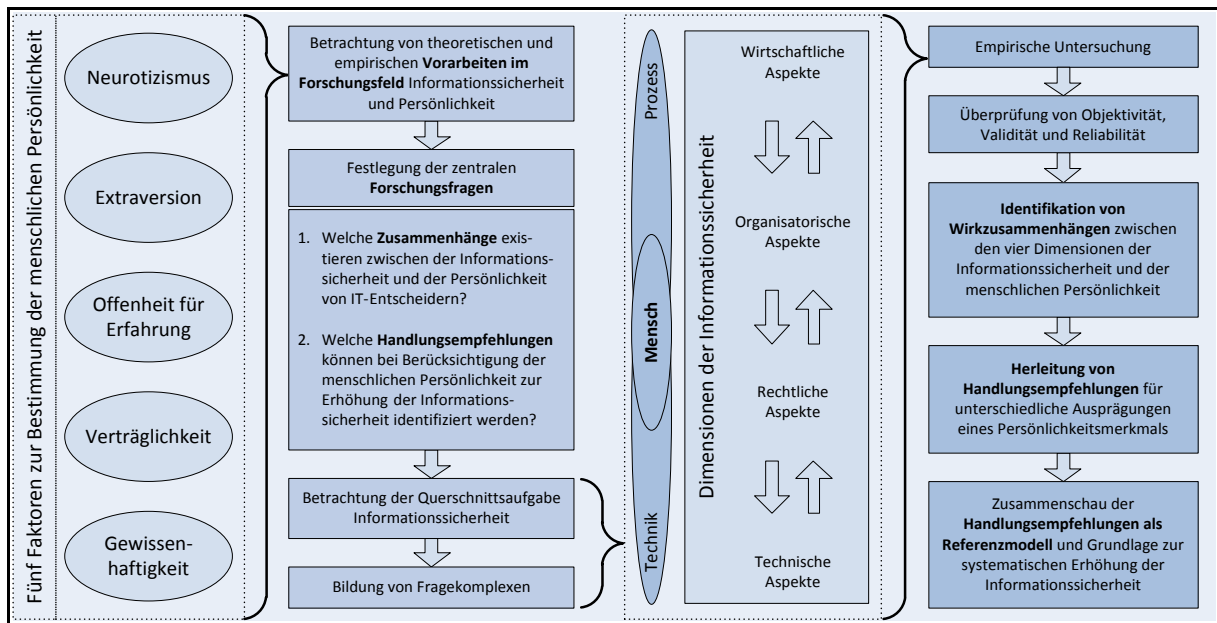 Fünf Faktoren zur Bestimmung der menschlichen Persönlichkeit
Neurotizismus
Extraversion
Offenheit für
Erfahrung
Verträglichkeit
Gewissen-
haftigkeit
Betrachtung von theoretischen und
empirischen Vorarbeiten im
Forschungsfeld Informationssicherheit
und Persönlichkeit
Festlegung der zentralen
Forschungsfragen
1. Welche Zusammenhänge exis-
tieren zwischen der Informations-
sicherheit und der Persönlichkeit
von IT-Entscheidern?
2. Welche Handlungsempfehlungen
können bei Berücksichtigung der
menschlichen Persönlichkeit zur
Erhöhung der Informations-
sicherheit identifiziert werden?
Betrachtung der Querschnittsaufgabe
Informationssicherheit
Bildung von Fragekomplexen
Prozess
Mensch
Technik
Dimensionen der Informationssicherheit
Wirtschaftliche
Aspekte
Organisatorische
Aspekte
Rechtliche
Aspekte
Technische
Aspekte
Empirische Untersuchung
Überprüfung von Objektivität,
Validität und Reliabilität
Identifikation von
Wirkzusammenhängen zwischen
den vier Dimensionen der
Informationssicherheit und der
menschlichen Persönlichkeit
Herleitung von
Handlungsempfehlungen für
unterschiedliche Ausprägungen
eines Persönlichkeitsmerkmals
Zusammenschau der
Handlungsempfehlungen als
Referenzmodell und Grundlage zur
systematischen Erhöhung der
Informationssicherheit